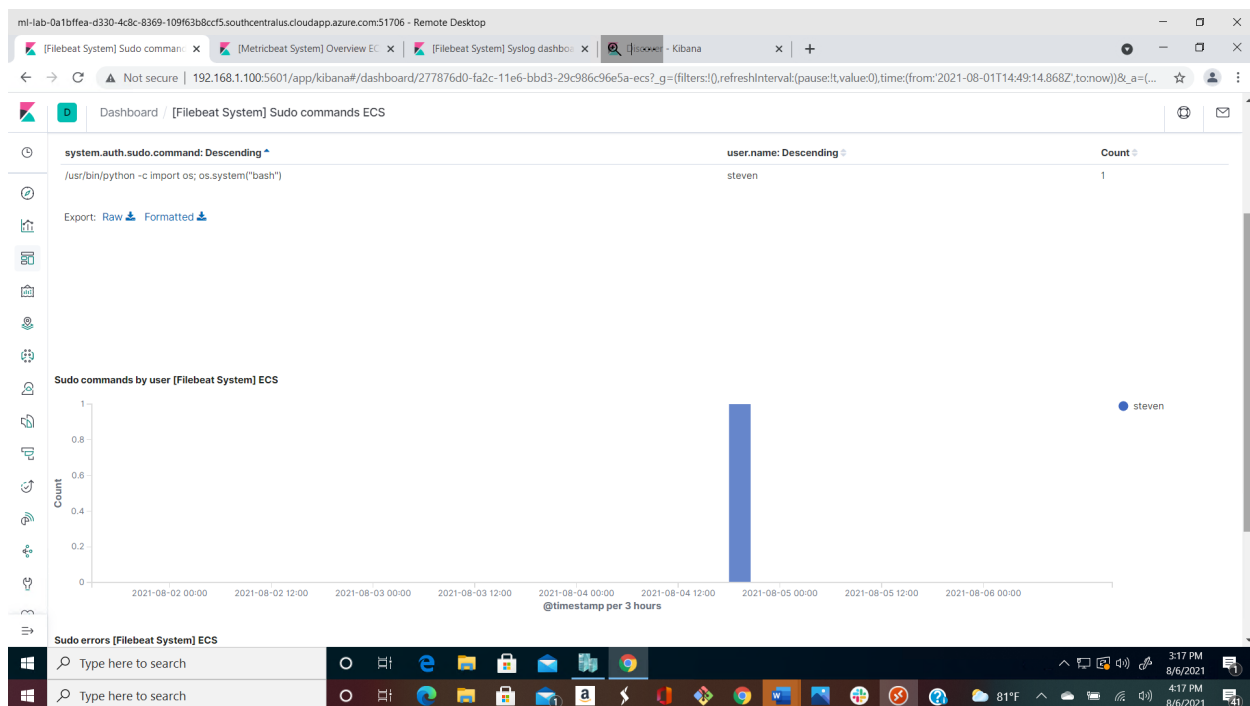 ml-lab-0a1bffea-d330-4c8c-8369-109f63b8ccf5.southcentralus.cloudapp.azure.com:51706 - Remote Desktop
[Filebeat System] Sudo comman
[Metricbeat System] Overview EC
[Filebeat System] Syslog dashbo
Discover - Kibana
Not secure | 192.168.1.100:5601/app/kibana#/dashboard/277876d0-fa2c-11e6-bbd3-29c986c96e5a-ecs?_g=(filters:!(),refreshInterval:(pause:!t,value:0),time:(from:'2021-08-01T14:49:14.868Z',to:now))&_a=(...
D Dashboard / [Filebeat System] Sudo commands ECS
system.auth.sudo.command: Descending user.name: Descending Count
/usr/bin/python -c import os; os.system("bash") steven 1
Export: Raw Formatted
Sudo commands by user [Filebeat System] ECS
steven
1
0.8
0.6
0.4
0.2
0
Count
2021-08-02 00:00 2021-08-02 12:00 2021-08-03 00:00 2021-08-03 12:00 2021-08-04 00:00 2021-08-04 12:00 2021-08-05 00:00 2021-08-05 12:00 2021-08-06 00:00
@timestamp per 3 hours
Sudo errors [Filebeat System] ECS
Type here to search
3:17 PM
8/6/2021
1
Type here to search
1
a
W
81°F
4:17 PM
8/6/2021
41